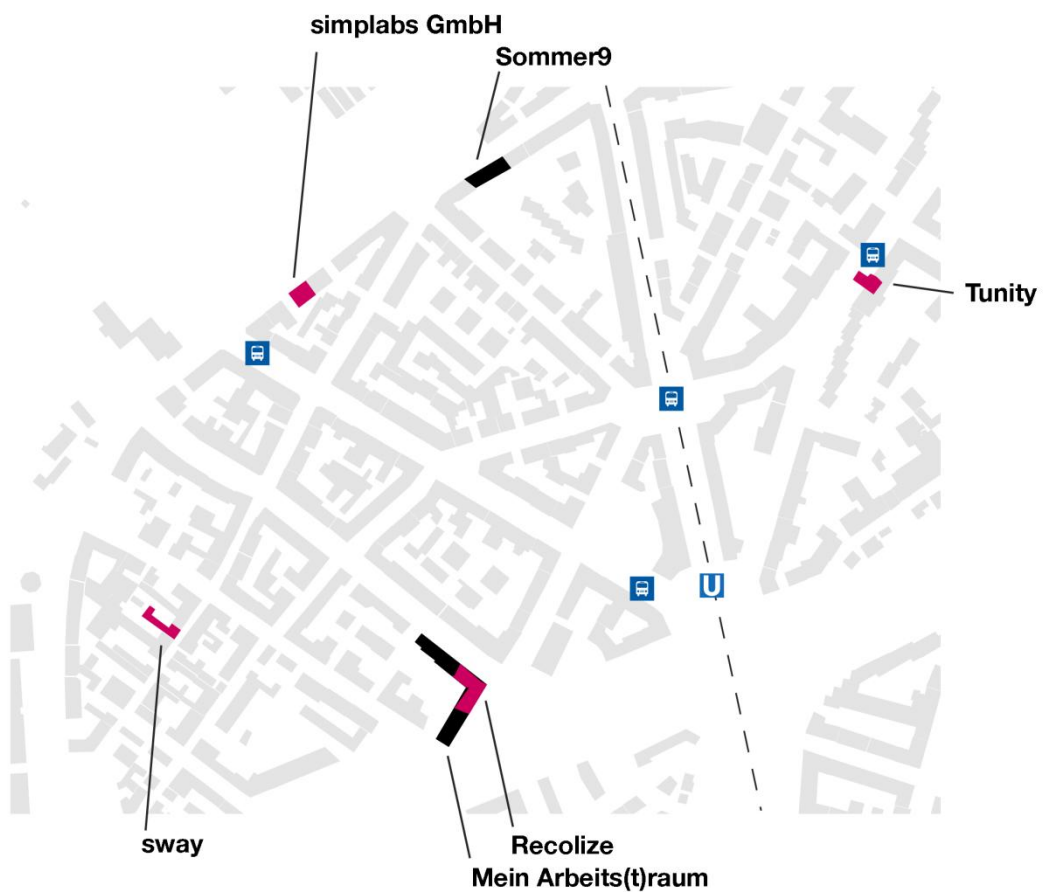 simplabs GmbH
Sommer9
Tunity
U
sway
Recolize
Mein Arbeits(t)raum